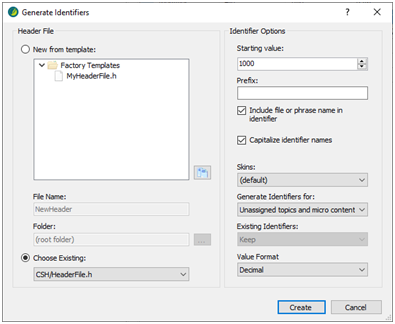 Generate Identifiers
Header File
New from template:
Factory Templates
MyHeaderFile.h
File Name:
NewHeader
Folder:
(root folder)
...
Choose Existing:
CSH/HeaderFile.h
Identifier Options
Starting value:
1000
Prefix:
Include file or phrase name in
identifier
Capitalize identifier names
Skins:
(default)
Generate Identifiers for:
Unassigned topics and micro content
Existing Identifiers:
Keep
Value Format
Decimal
Create
Cancel